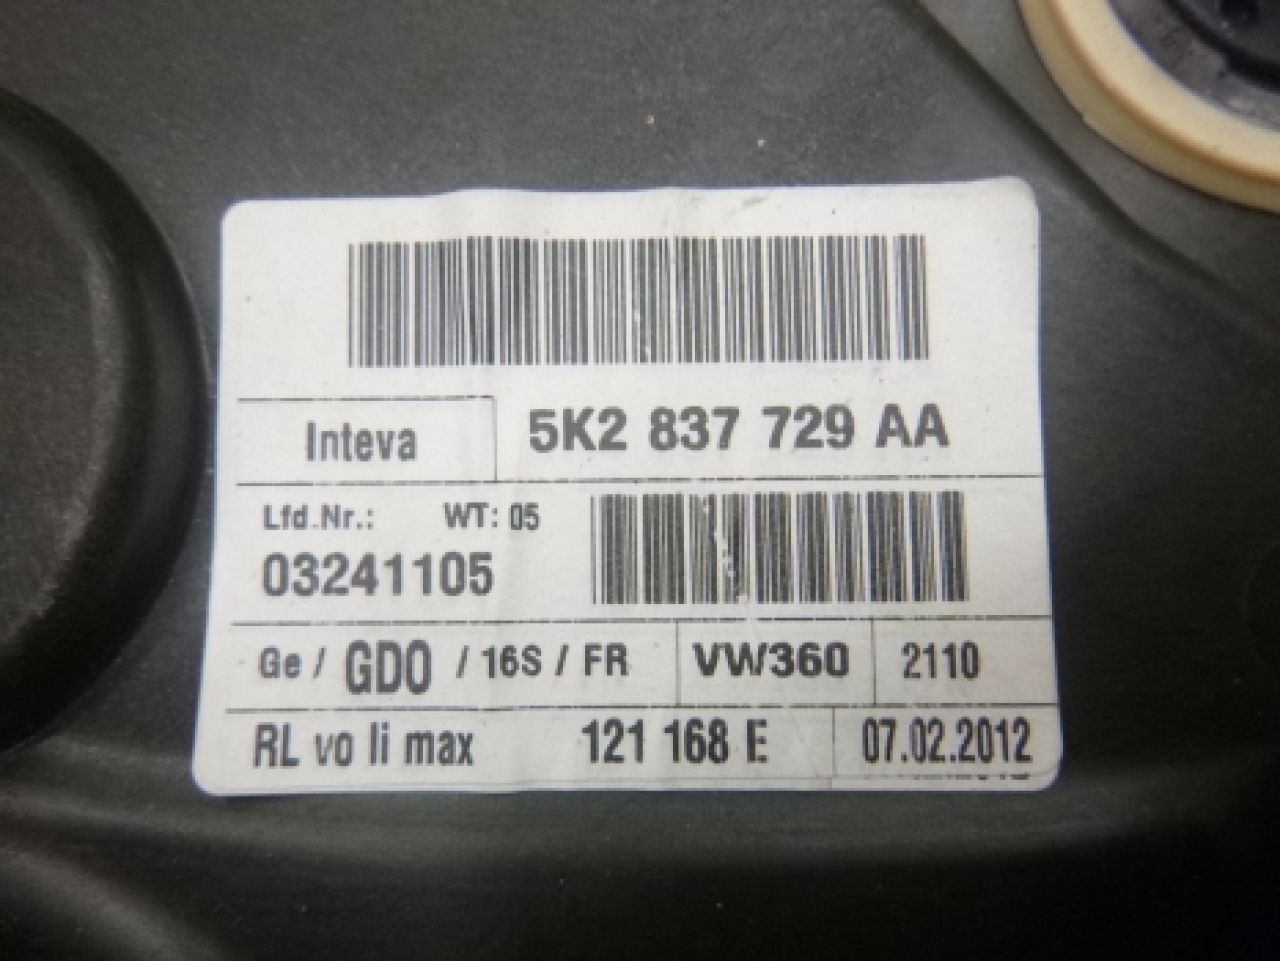 Inteva 5K2 837 729 AA
Lfd.Nr.: WT: 05
03241105
Ge / GDO / 16S / FR VW360 2110
RL vo li max 121 168 E 07.02.2012